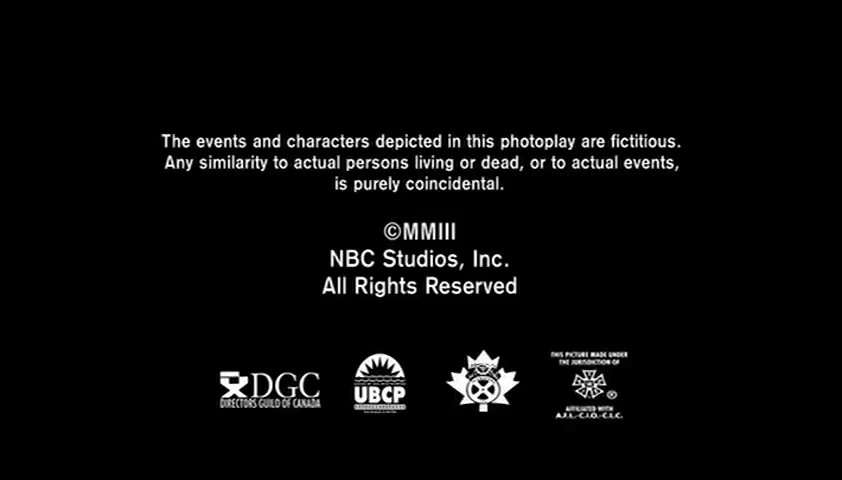 The events and characters depicted in this photoplay are fictitious.
Any similarity to actual persons living or dead, or to actual events,
is purely coincidental.
©MMIII
NBC Studios, Inc.
All Rights Reserved
DGC
DIRECTORS GUILD OF CANADA
UBCP
THIS PICTURE MADE UNDER
THE JURISDICTION OF
®
AFFILIATED WITH
A.F.L.-C.I.O.-C.L.C.